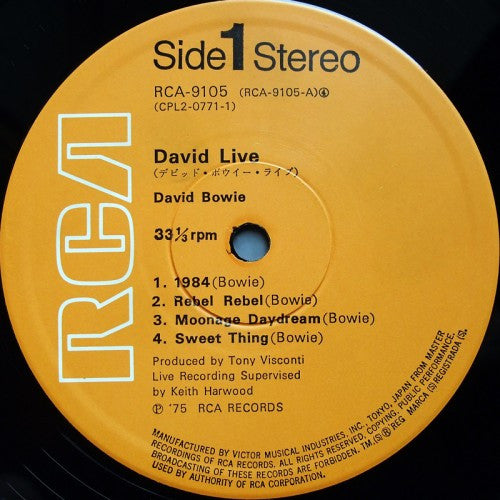 Side 1 Stereo
RCA-9105 (RCA-9105-A)④
(CPL2-0771-1)
David Live
(デビッド・ボウイー・ライブ)
David Bowie
33⅓ rpm
1. 1984 (Bowie)
2. Rebel Rebel (Bowie)
3. Moonage Daydream (Bowie)
4. Sweet Thing (Bowie)
Produced by Tony Visconti
Live Recording Supervised
by Keith Harwood
Ⓟ '75 RCA RECORDS
RCA
MANUFACTURED BY VICTOR MUSICAL INDUSTRIES, INC. TOKYO, JAPAN FROM MASTER
RECORDINGS OF RCA RECORDS. ALL RIGHTS RESERVED, COPYING, PUBLIC PERFORMANCE,
BROADCASTING OF THESE RECORDS ARE FORBIDDEN. TM(S)® REG MARCA (S) REGISTRADA (S).
USED BY AUTHORITY OF RCA CORPORATION.